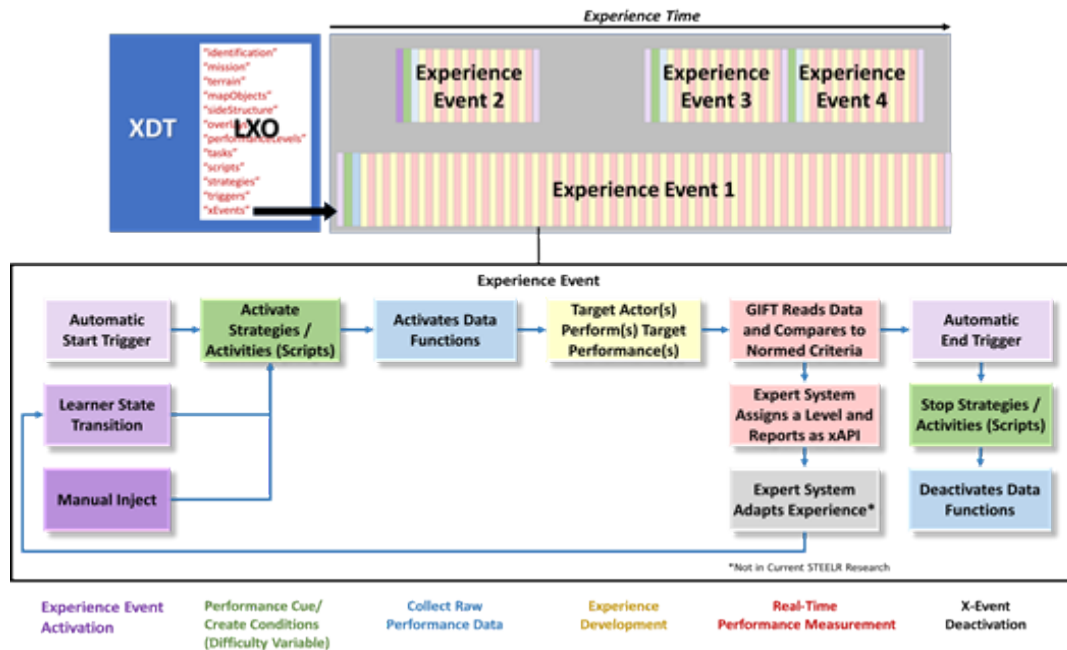 Experience Time
XDT
LXO
"identification"
"mission"
"terrain"
"mapObjects"
"sideStructure"
"overlays"
"performanceLevels"
"tasks"
"scripts"
"strategies"
"triggers"
"xEvents"
Experience
Event 2
Experience
Event 3
Experience
Event 4
Experience Event 1
Experience Event
Automatic
Start Trigger
Activate
Strategies /
Activities (Scripts)
Activates Data
Functions
Target Actor(s)
Perform(s) Target
Performance(s)
GIFT Reads Data
and Compares to
Normed Criteria
Automatic
End Trigger
Learner State
Transition
Expert System
Assigns a Level and
Reports as xAPI
Stop Strategies /
Activities (Scripts)
Manual Inject
Expert System
Adapts Experience*
Deactivates Data
Functions
*Not in Current STEELR Research
Experience Event
Activation
Performance Cue/
Create Conditions
(Difficulty Variable)
Collect Raw
Performance Data
Experience
Development
Real-Time
Performance Measurement
X-Event
Deactivation